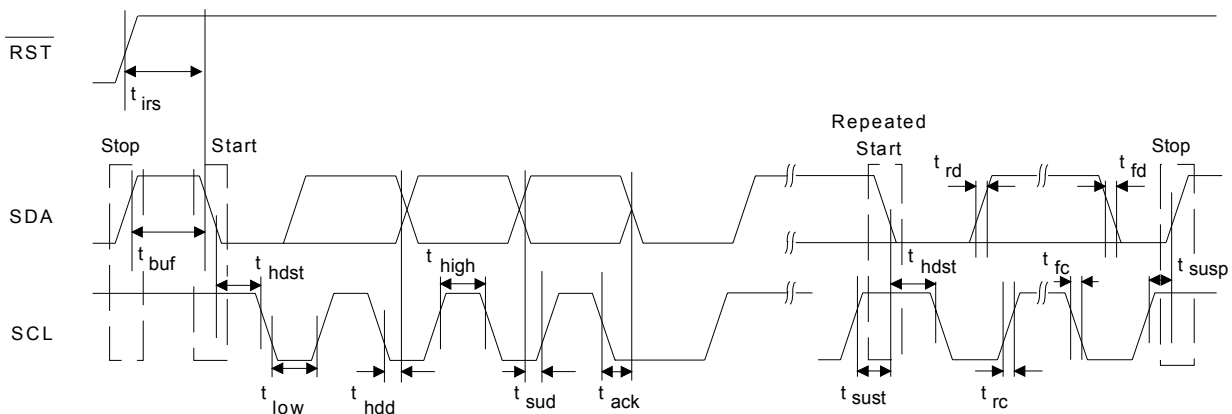 RST
t irs
Repeated
Stop Start Start Stop
t rd t fd
SDA
t buf t hdst t high t hdst t fc t susp
SCL
t low t hdd t sud t ack t sust t rc